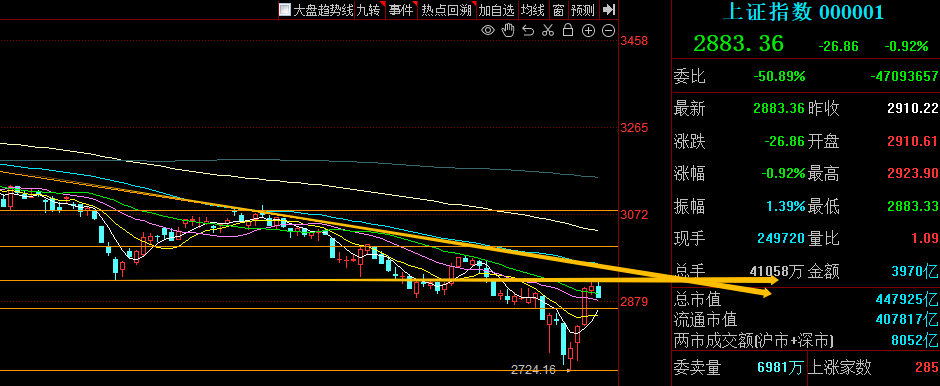 大盘趋势线 九转 事件 热点回溯 加自选 均线 窗 预测
上证指数 000001
3458
2883.36 -26.86 -0.92%
委比 -50.89% -47093657
最新 2883.36 昨收 2910.22
3265
涨跌 -26.86 开盘 2910.61
涨幅 -0.92% 最高 2923.90
振幅 1.39% 最低 2883.33
3072
现手 249720 量比 1.09
总手 41058万 金额 3970亿
2879
总市值 447925亿
流通市值 407817亿
两市成交额(沪市+深市) 8052亿
2724.16
委卖量 6981万 上涨家数 285